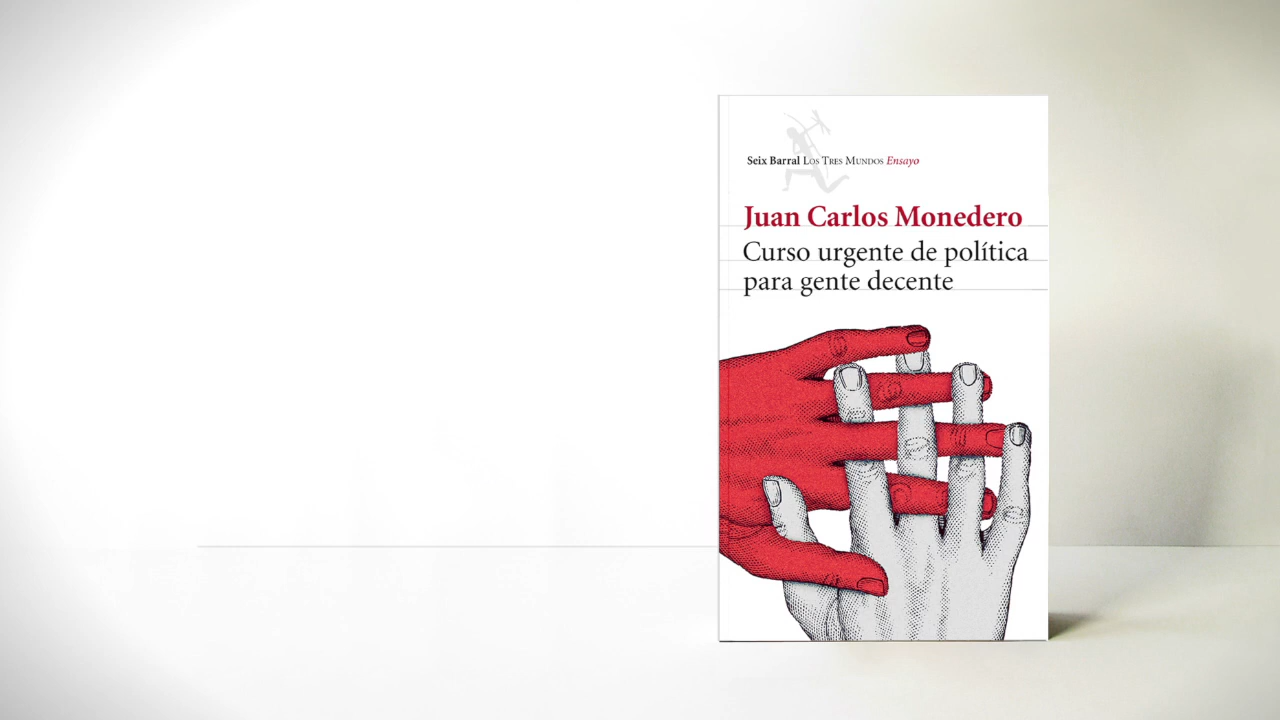 Seix Barral Los Tres Mundos Ensayo
Juan Carlos Monedero
Curso urgente de política
para gente decente